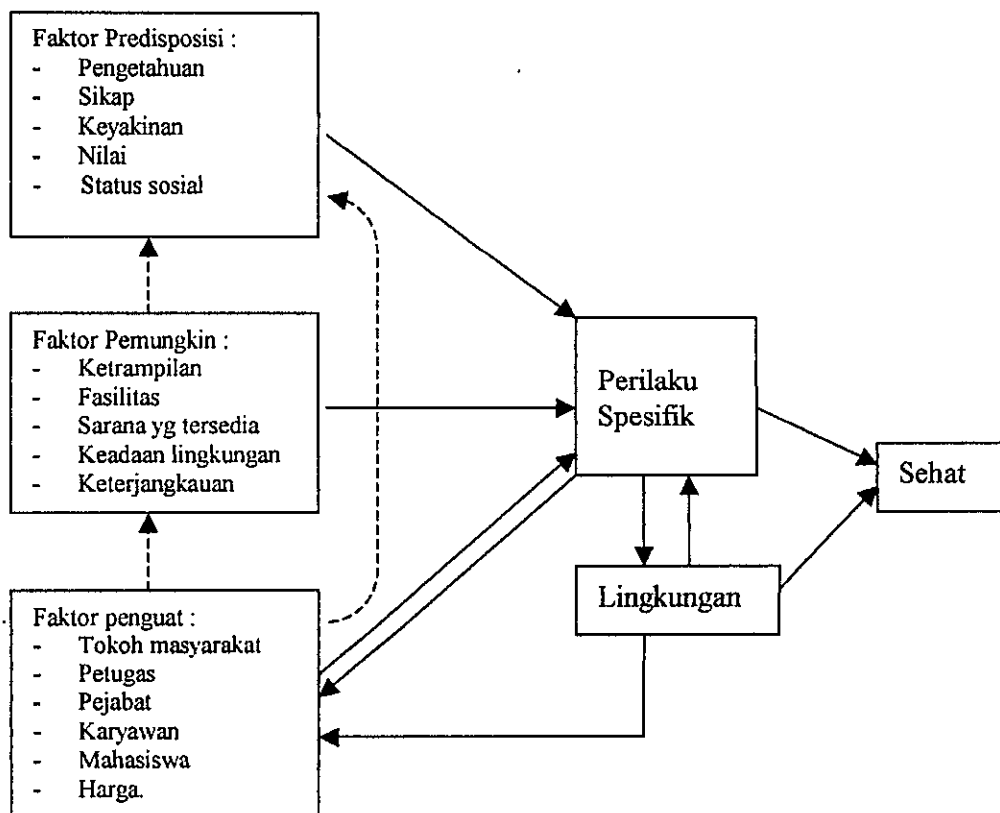 Faktor Predisposisi :
- Pengetahuan
- Sikap
- Keyakinan
- Nilai
- Status sosial
Faktor Pemungkin :
- Ketrampilan
- Fasilitas
- Sarana yg tersedia
- Keadaan lingkungan
- Keterjangkauan
Faktor penguat :
- Tokoh masyarakat
- Petugas
- Pejabat
- Karyawan
- Mahasiswa
- Harga.
Perilaku
Spesifik
Lingkungan
Sehat